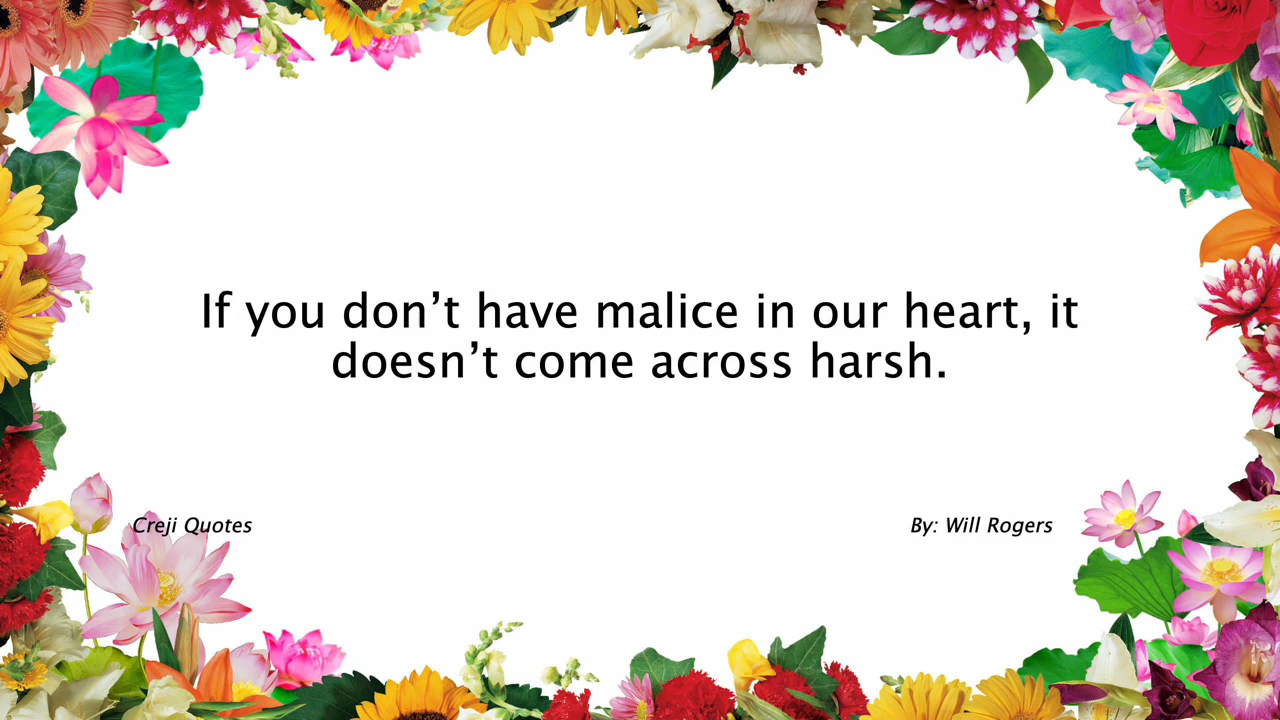 If you don’t have malice in our heart, it
doesn’t come across harsh.
Creji Quotes
By: Will Rogers